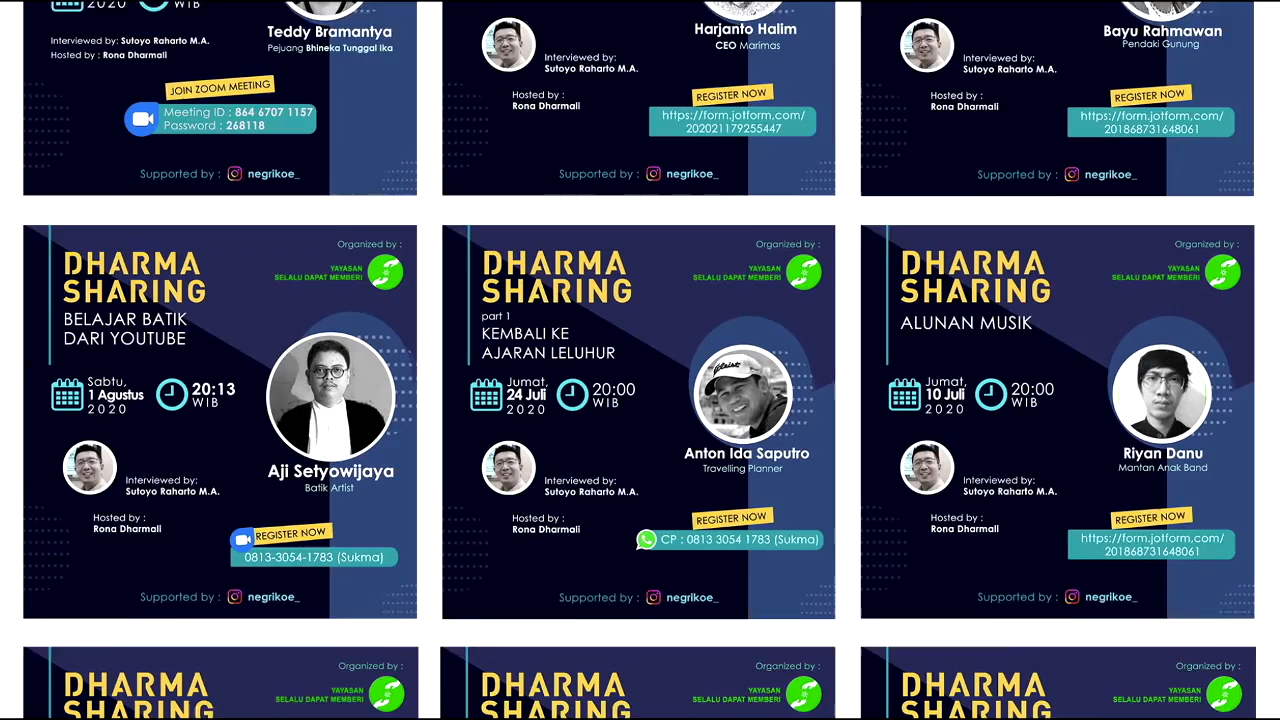 2020 WIB
Teddy Bramantya
Pejuang Bhineka Tunggal Ika
Interviewed by: Sutoyo Raharto M.A.
Hosted by : Rona Dharmali
JOIN ZOOM MEETING
Meeting ID : 864 6707 1157
Password : 268118
Supported by : negrikoe_
Harjanto Halim
CEO Marimas
Interviewed by:
Sutoyo Raharto M.A.
Hosted by :
Rona Dharmali
REGISTER NOW
https://form.jotform.com/
202021179255447
Supported by : negrikoe_
Bayu Rahmawan
Pendaki Gunung
Interviewed by:
Sutoyo Raharto M.A.
Hosted by :
Rona Dharmali
REGISTER NOW
https://form.jotform.com/
201868731648061
Supported by : negrikoe_
Organized by :
DHARMA
SHARING
YAYASAN
SELALU DAPAT MEMBERI
BELAJAR BATIK
DARI YOUTUBE
Sabtu,
1 Agustus
2020
20:13
WIB
Aji Setyowijaya
Batik Artist
Interviewed by:
Sutoyo Raharto M.A.
Hosted by :
Rona Dharmali
REGISTER NOW
0813-3054-1783 (Sukma)
Supported by : negrikoe_
Organized by :
DHARMA
SHARING
YAYASAN
SELALU DAPAT MEMBERI
part 1
KEMBALI KE
AJARAN LELUHUR
Jumat,
24 Juli
2020
20:00
WIB
Cleist
Anton Ida Saputro
Travelling Planner
Interviewed by:
Sutoyo Raharto M.A.
Hosted by :
Rona Dharmali
REGISTER NOW
CP : 0813 3054 1783 (Sukma)
Supported by : negrikoe_
Organized by :
DHARMA
SHARING
YAYASAN
SELALU DAPAT MEMBERI
ALUNAN MUSIK
Jumat,
10 Juli
2020
20:00
WIB
Riyan Danu
Mantan Anak Band
Interviewed by:
Sutoyo Raharto M.A.
Hosted by :
Rona Dharmali
REGISTER NOW
https://form.jotform.com/
201868731648061
Supported by : negrikoe_
Organized by :
DHARMA
SHARING
YAYASAN
SELALU DAPAT MEMBERI
Organized by :
DHARMA
SHARING
YAYASAN
SELALU DAPAT MEMBERI
Organized by :
DHARMA
SHARING
YAYASAN
SELALU DAPAT MEMBERI